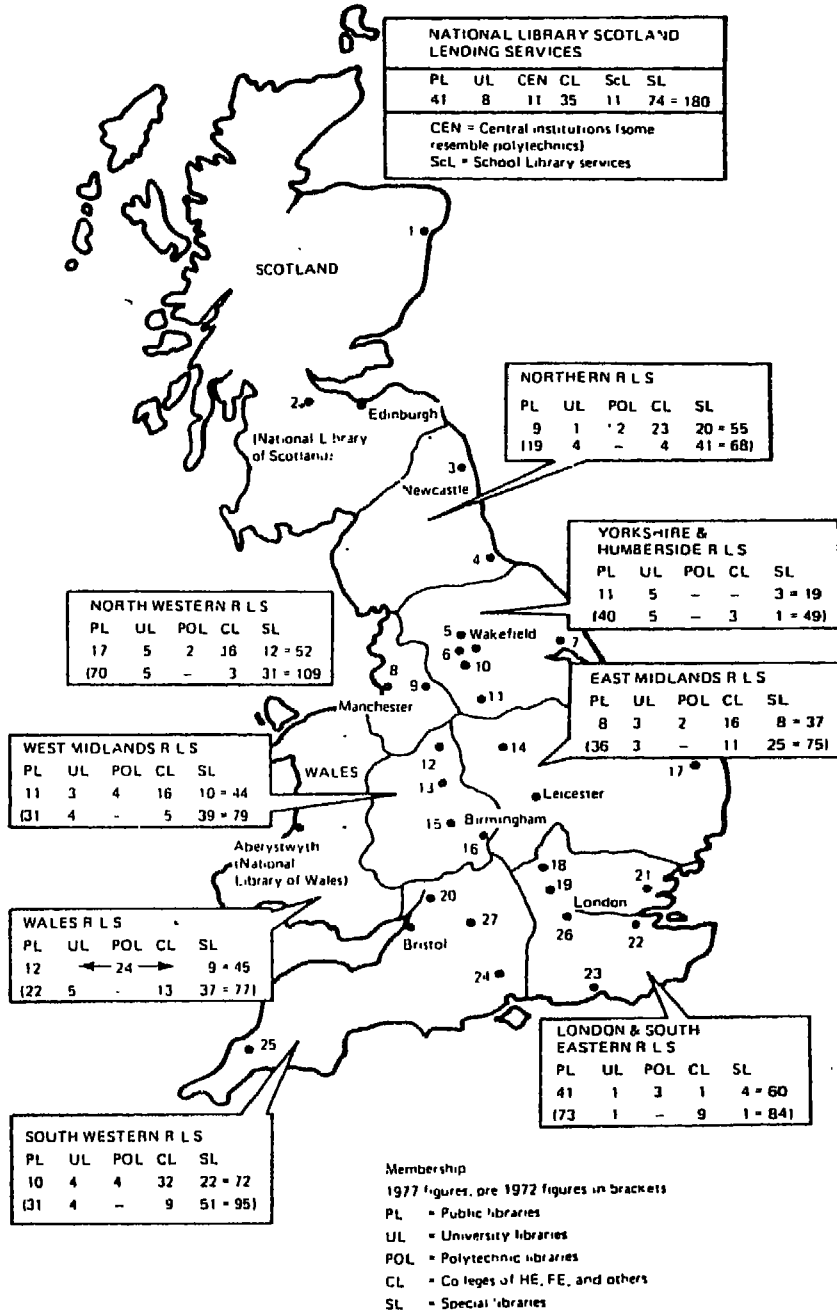 NATIONAL LIBRARY SCOTLAND
LENDING SERVICES
PL UL CEN CL ScL SL
41 8 11 35 11 74 = 180
CEN = Central institutions (some
resemble polytechnics)
ScL = School Library services
1
SCOTLAND
2
Edinburgh
(National Library
of Scotland)
NORTHERN R L S
PL UL POL CL SL
9 1 2 23 20 = 55
(19 4 – 4 41 = 68)
3
Newcastle
4
YORKSHIRE &
HUMBERSIDE R L S
PL UL POL CL SL
11 5 – – 3 = 19
(40 5 – 3 1 = 49)
NORTH WESTERN R L S
PL UL POL CL SL
17 5 2 16 12 = 52
(70 5 – 3 31 = 109)
5 Wakefield 7
6
10
8
9
11
Manchester
EAST MIDLANDS R L S
PL UL POL CL SL
8 3 2 16 8 = 37
(36 3 – 11 25 = 75)
WEST MIDLANDS R L S
PL UL POL CL SL
11 3 4 16 10 = 44
(31 4 - 5 39 = 79)
WALES
12
14
17
13
Leicester
15
Birmingham
16
Aberystwyth
(National
Library of Wales)
18
19
21
London
20
26
22
27
Bristol
WALES R L S
PL UL POL CL SL
12 ← 24 → 9 = 45
(22 5 - 13 37 = 77)
24
23
25
LONDON & SOUTH
EASTERN R L S
PL UL POL CL SL
41 1 3 1 4 = 60
(73 1 – 9 1 = 84)
SOUTH WESTERN R L S
PL UL POL CL SL
10 4 4 32 22 = 72
(31 4 – 9 51 = 95)
Membership
1977 figures, pre 1972 figures in brackets
PL = Public libraries
UL = University libraries
POL = Polytechnic libraries
CL = Colleges of HE, FE, and others
SL = Special libraries